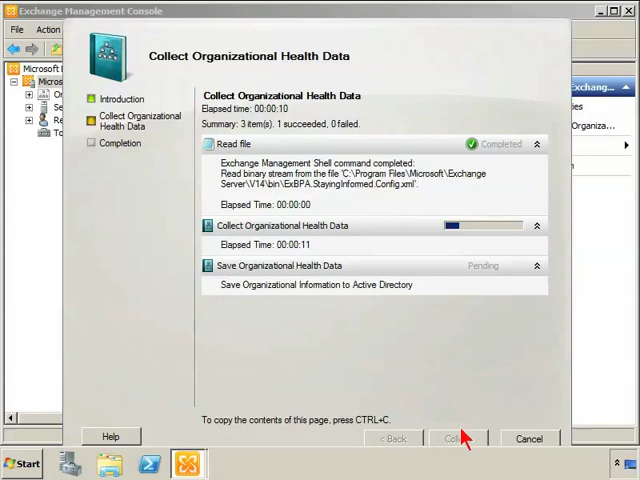 Exchange Management Console
File
Action
Microsoft E
Micros
Or
Se
Re
To
Collect Organizational Health Data
Introduction
Collect Organizational
Health Data
Completion
Collect Organizational Health Data
Elapsed time: 00:00:10
Summary: 3 item(s). 1 succeeded, 0 failed.
Read file
Completed
Exchange Management Shell command completed:
Read binary stream from the file 'C:\Program Files\Microsoft\Exchange
Server\V14\bin\ExBPA.StayingInformed.Config.xml'.
Elapsed Time: 00:00:00
Collect Organizational Health Data
Elapsed Time: 00:00:11
Save Organizational Health Data
Pending
Save Organizational Information to Active Directory
To copy the contents of this page, press CTRL+C.
Help
< Back
Cancel
Exchang...
ies
Organiza...
Start